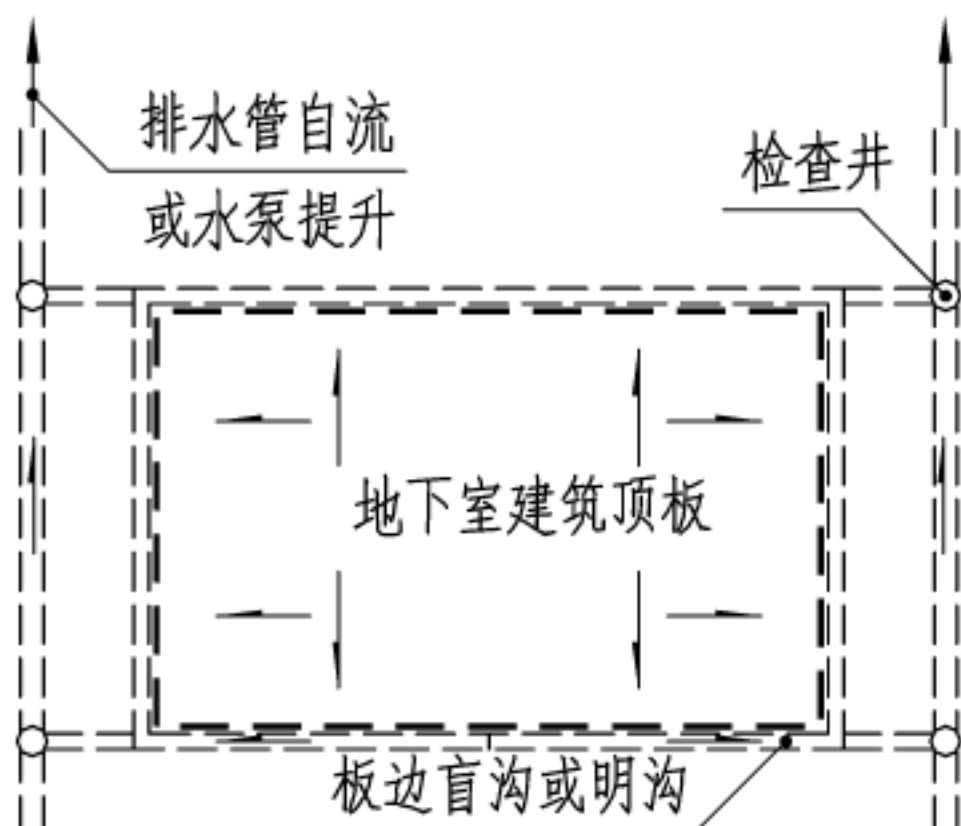 排水管自流
或水泵提升
检查井
地下室建筑顶板
板边盲沟或明沟